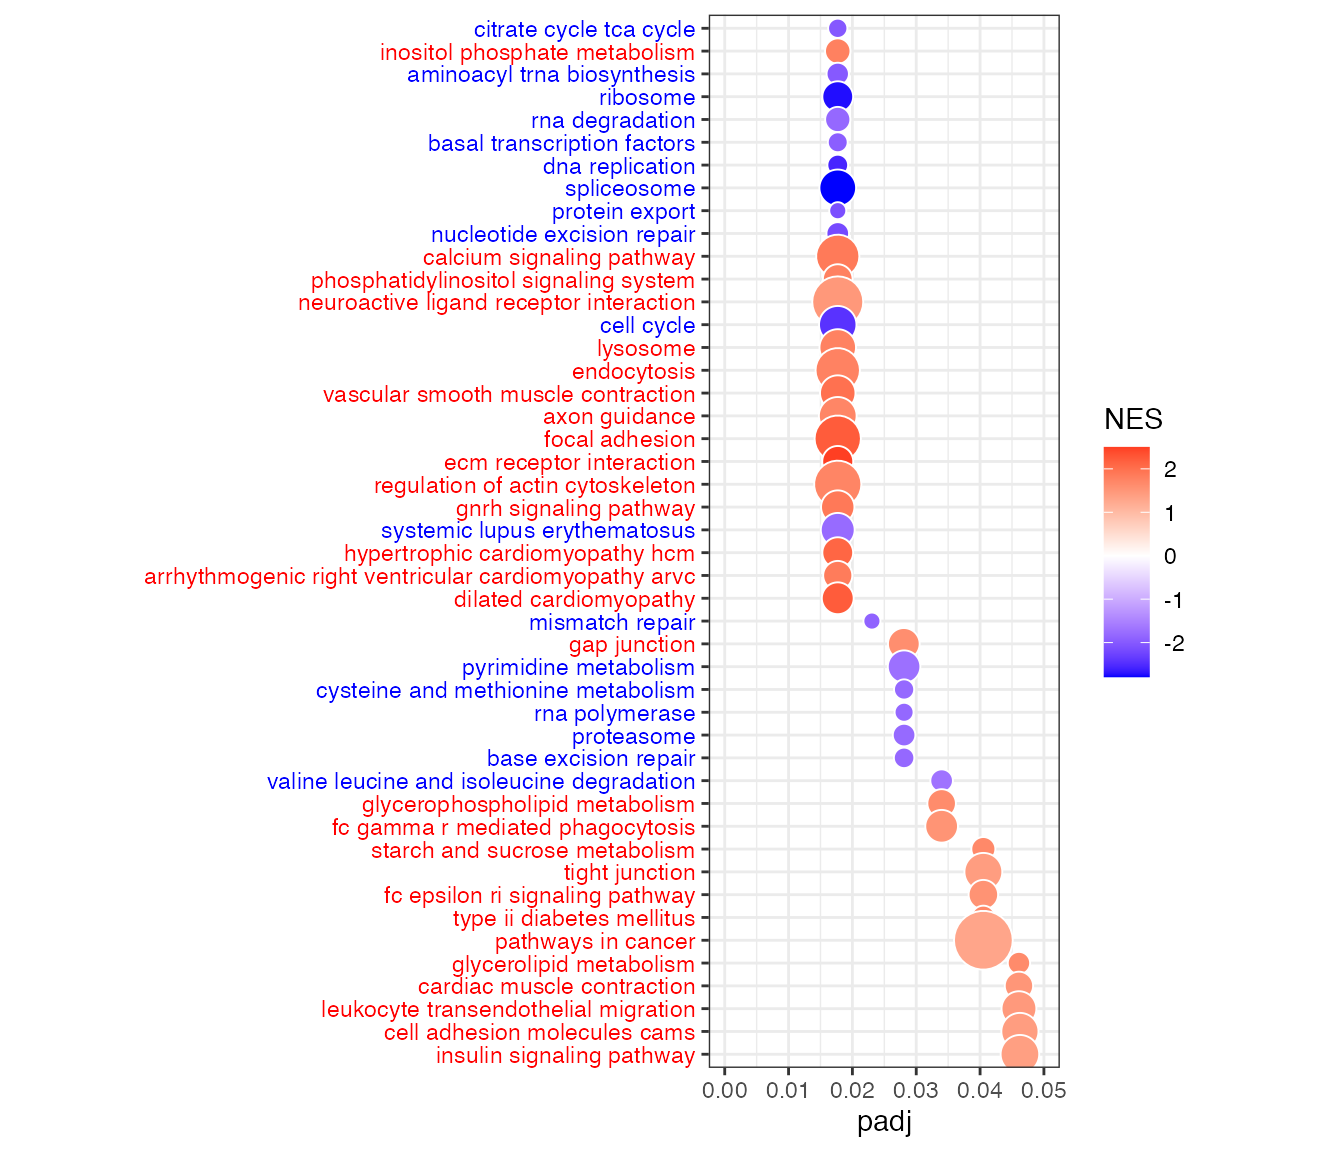 citrate cycle tca cycle
inositol phosphate metabolism
aminoacyl trna biosynthesis
ribosome
rna degradation
basal transcription factors
dna replication
spliceosome
protein export
nucleotide excision repair
calcium signaling pathway
phosphatidylinositol signaling system
neuroactive ligand receptor interaction
cell cycle
lysosome
endocytosis
vascular smooth muscle contraction
axon guidance
focal adhesion
ecm receptor interaction
regulation of actin cytoskeleton
gnrh signaling pathway
systemic lupus erythematosus
hypertrophic cardiomyopathy hcm
arrhythmogenic right ventricular cardiomyopathy arvc
dilated cardiomyopathy
mismatch repair
gap junction
pyrimidine metabolism
cysteine and methionine metabolism
rna polymerase
proteasome
base excision repair
valine leucine and isoleucine degradation
glycerophospholipid metabolism
fc gamma r mediated phagocytosis
starch and sucrose metabolism
tight junction
fc epsilon ri signaling pathway
type ii diabetes mellitus
pathways in cancer
glycerolipid metabolism
cardiac muscle contraction
leukocyte transendothelial migration
cell adhesion molecules cams
insulin signaling pathway
0.00 0.01 0.02 0.03 0.04 0.05
padj
NES
2
1
0
-1
-2